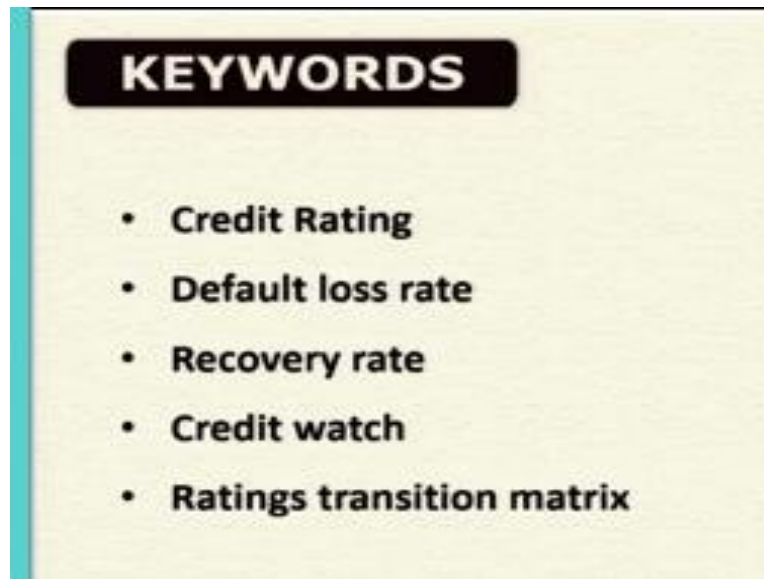 KEYWORDS
• Credit Rating
• Default loss rate
• Recovery rate
• Credit watch
• Ratings transition matrix